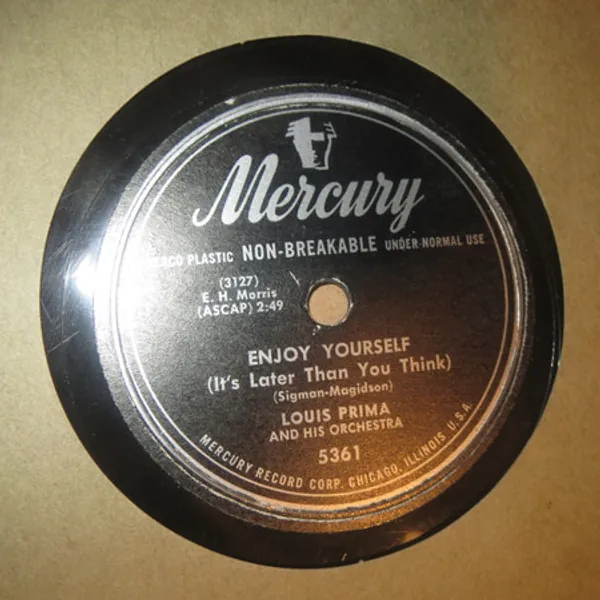 Mercury
PLASTIC NON-BREAKABLE UNDER NORMAL USE
(3127)
E. H. Morris
(ASCAP) 2:49
ENJOY YOURSELF
(It's Later Than You Think)
(Sigman-Magidson)
LOUIS PRIMA
AND HIS ORCHESTRA
5361
MERCURY RECORD CORP. CHICAGO, ILLINOIS U.S.A.